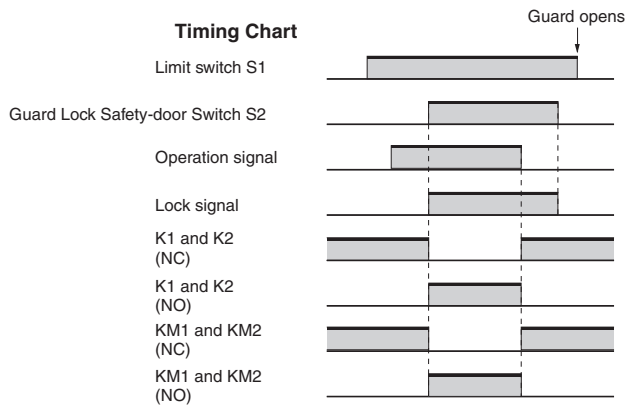 Guard opens
Timing Chart
Limit switch S1
Guard Lock Safety-door Switch S2
Operation signal
Lock signal
K1 and K2
(NC)
K1 and K2
(NO)
KM1 and KM2
(NC)
KM1 and KM2
(NO)